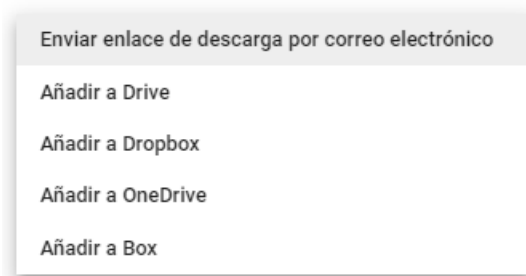 Enviar enlace de descarga por correo electrónico
Añadir a Drive
Añadir a Dropbox
Añadir a OneDrive
Añadir a Box